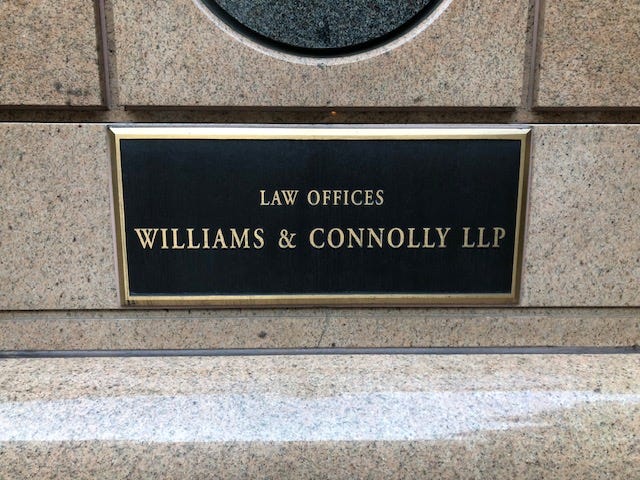 LAW OFFICES
WILLIAMS & CONNOLLY LLP